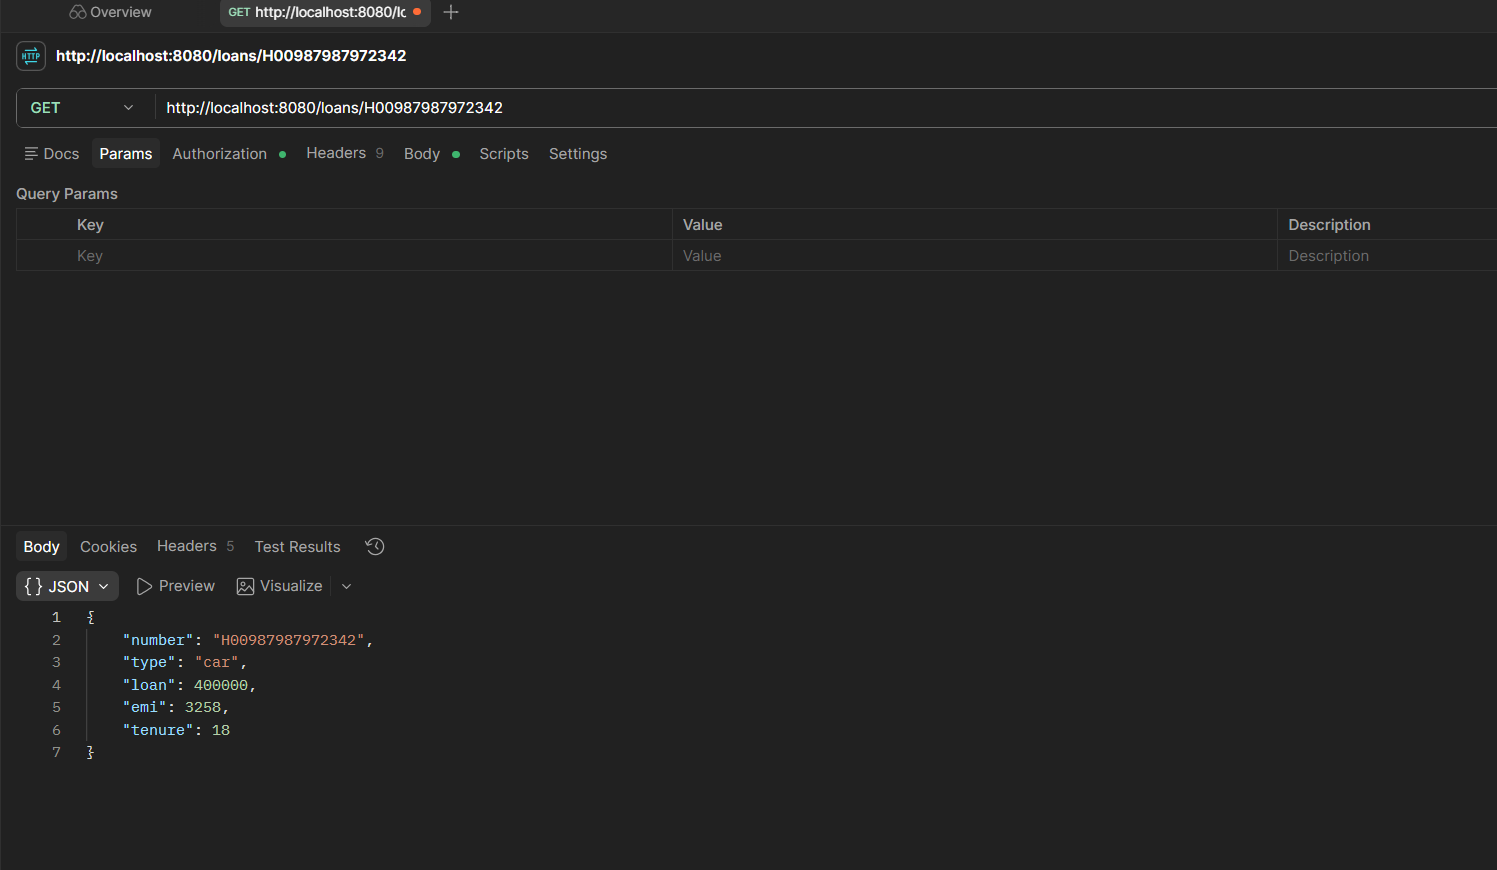 Overview GET http://localhost:8080/lo
HTTP http://localhost:8080/loans/H00987987972342
GET http://localhost:8080/loans/H00987987972342
Docs Params Authorization Headers 9 Body Scripts Settings
Query Params
Key Value Description
Key Value Description
Body Cookies Headers 5 Test Results
{ } JSON Preview Visualize
1 {
2 "number": "H00987987972342",
3 "type": "car",
4 "loan": 400000,
5 "emi": 3258,
6 "tenure": 18
7 }